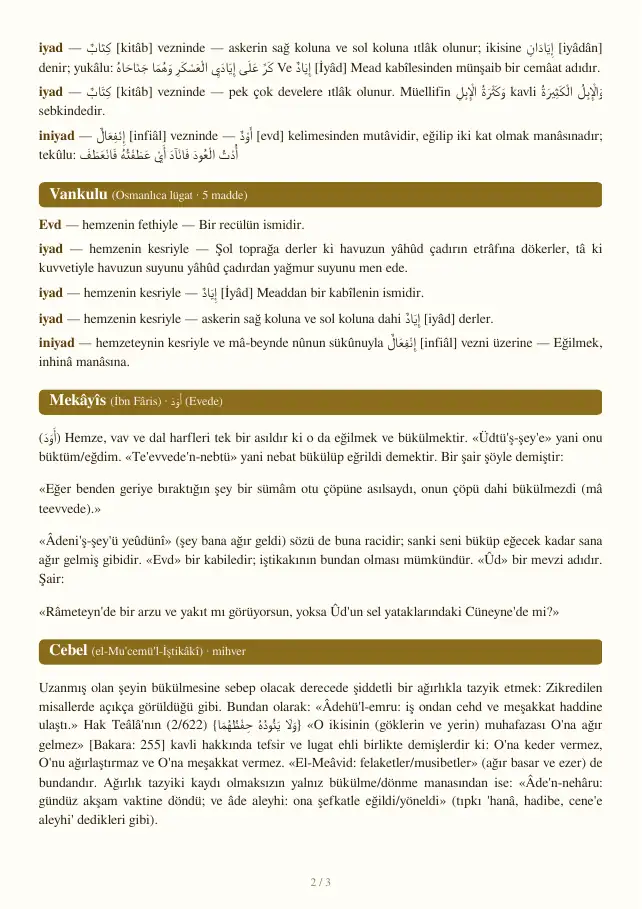 iyad — كِتَابٌ [kitâb] vezninde — askerin sağ koluna ve sol koluna ıtlâk olunur; ikisine إِيَادَانِ [iyâdân]
denir; yukâlu: كَرَّ عَلَى إِيَادَيِ الْعَسْكَرِ وَهُمَا جَنَاحَاهُ Ve إِيَادٌ [İyâd] Mead kabîlesinden münşaib bir cemâat adıdır.
iyad — كِتَابٌ [kitâb] vezninde — pek çok develere ıtlak olunur. Müellifin وَكَثْرَةُ الْإِبِلِ kavli وَالْإِبِلُ الْكَثِيرَةُ
sebkindedir.
iniyad — إِنْفِعَالٌ [infiâl] vezninde — أَوْدٌ [evd] kelimesinden mutâvidir, eğilip iki kat olmak manâsınadır;
tekûlu: أُدْتُ الْعُودَ فَانْآدَ أَيْ عَطَفْتُهُ فَانْعَطَفَ
Vankulu (Osmanlıca lügat · 5 madde)
Evd — hemzenin fethiyle — Bir recülün ismidir.
iyad — hemzenin kesriyle — Şol toprağa derler ki havuzun yâhûd çadırın etrâfına dökerler, tâ ki
kuvvetiyle havuzun suyunu yâhûd çadırdan yağmur suyunu men ede.
iyad — hemzenin kesriyle — إِيَادٌ [İyâd] Meaddan bir kabîlenin ismidir.
iyad — hemzenin kesriyle — askerin sağ koluna ve sol koluna dahi إِيَادٌ [iyâd] derler.
iniyad — hemzeteynin kesriyle ve mâ-beynde nûnun sükûnuyla إِنْفِعَالٌ [infiâl] vezni üzerine — Eğilmek,
inhinâ manâsına.
Mekâyîs (İbn Fâris) · أَوَدَ (Evede)
(أَوَدَ) Hemze, vav ve dal harfleri tek bir asıldır ki o da eğilmek ve bükülmektir. «Üdtü'ş-şey'e» yani onu
büktüm/eğdim. «Te'evvede'n-nebtü» yani nebat bükülüp eğrildi demektir. Bir şair şöyle demiştir:
«Eğer benden geriye bıraktığın şey bir sümâm otu çöpüne asılsaydı, onun çöpü dahi bükülmezdi (mâ
teevvede).»
«Âdeni'ş-şey'ü yeûdünî» (şey bana ağır geldi) sözü de buna racidir; sanki seni büküp eğecek kadar sana
ağır gelmiş gibidir. «Evd» bir kabiledir; iştikakının bundan olması mümkündür. «Ûd» bir mevzi adıdır.
Şair:
«Râmeteyn'de bir arzu ve yakıt mı görüyorsun, yoksa Ûd'un sel yataklarındaki Cüneyne'de mi?»
Cebel (el-Mu'cemü'l-İştikâkî) · mihver
Uzanmış olan şeyin bükülmesine sebep olacak derecede şiddetli bir ağırlıkla tazyik etmek: Zikredilen
misallerde açıkça görüldüğü gibi. Bundan olarak: «Âdehü'l-emru: iş ondan cehd ve meşakkat haddine
ulaştı.» Hak Teâlâ'nın (2/622) {وَلَا يَئُودُهُ حِفْظُهُمَا} «O ikisinin (göklerin ve yerin) muhafazası O'na ağır
gelmez» [Bakara: 255] kavli hakkında tefsir ve lugat ehli birlikte demişlerdir ki: O'na keder vermez,
O'nu ağırlaştırmaz ve O'na meşakkat vermez. «El-Meâvid: felaketler/musibetler» (ağır basar ve ezer) de
bundandır. Ağırlık tazyiki kaydı olmaksızın yalnız bükülme/dönme manasından ise: «Âde'n-nehâru:
gündüz akşam vaktine döndü; ve âde aleyhi: ona şefkatle eğildi/yöneldi» (tıpkı 'hanâ, hadibe, cene'e
aleyhi' dedikleri gibi).
2 / 3